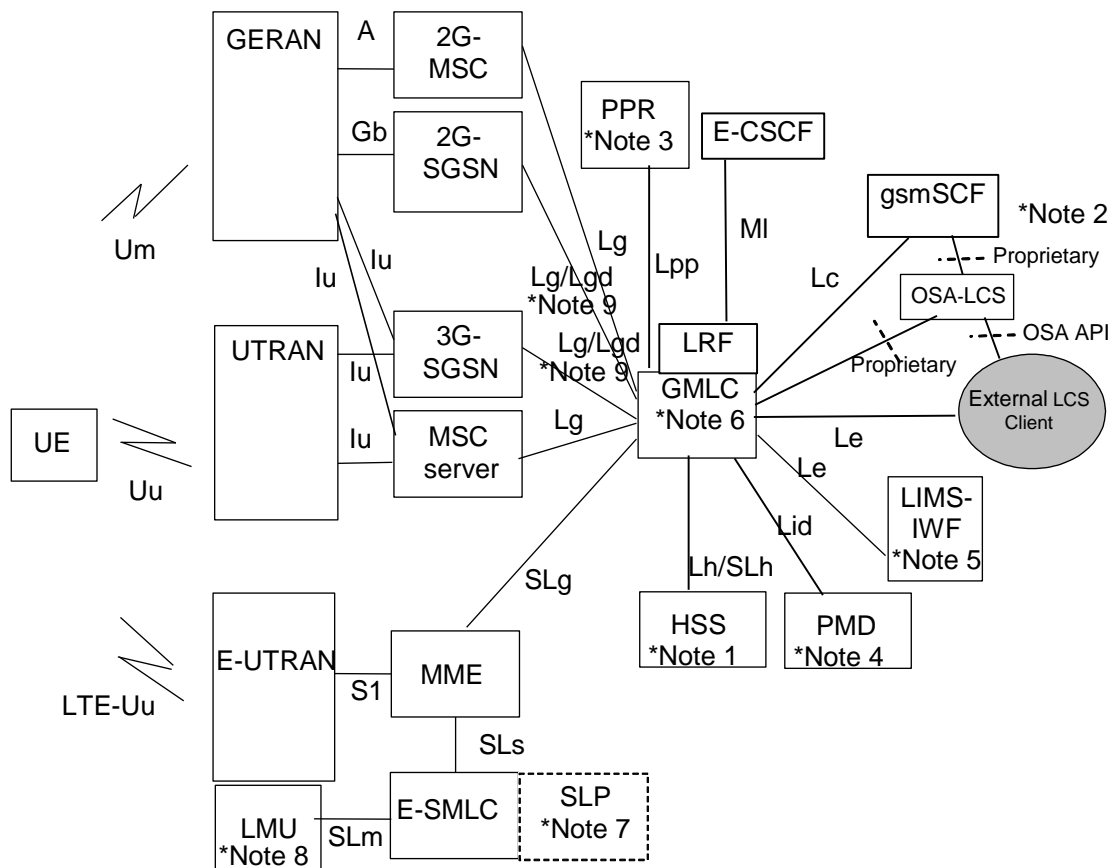 GERAN
A
2G-
MSC
Gb
2G-
SGSN
PPR
*Note 3
E-CSCF
gsmSCF
*Note 2
Um
Iu
Iu
Lg
Lg/Lgd
*Note 9
Lpp
Ml
Lc
Proprietary
OSA-LCS
OSA API
Proprietary
UTRAN
Iu
3G-
SGSN
Lg/Lgd
*Note 9
LRF
GMLC
*Note 6
External LCS
Client
UE
Uu
Iu
MSC
server
Lg
Le
Le
LIMS-
IWF
*Note 5
Lid
SLg
Lh/SLh
HSS
*Note 1
PMD
*Note 4
LTE-Uu
E-UTRAN
S1
MME
SLs
E-SMLC
SLP
*Note 7
LMU
*Note 8
SLm